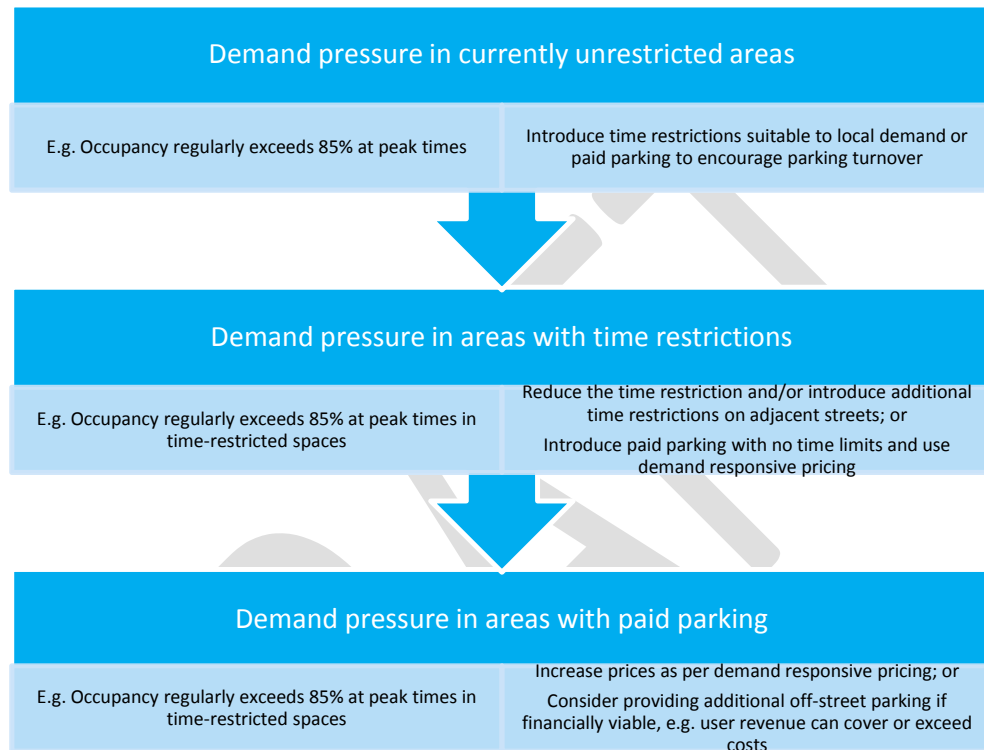 Demand pressure in currently unrestricted areas
E.g. Occupancy regularly exceeds 85% at peak times
Introduce time restrictions suitable to local demand or
paid parking to encourage parking turnover
Demand pressure in areas with time restrictions
E.g. Occupancy regularly exceeds 85% at peak times in
time-restricted spaces
Reduce the time restriction and/or introduce additional
time restrictions on adjacent streets; or
Introduce paid parking with no time limits and use
demand responsive pricing
Demand pressure in areas with paid parking
E.g. Occupancy regularly exceeds 85% at peak times in
time-restricted spaces
Increase prices as per demand responsive pricing; or
Consider providing additional off-street parking if
financially viable, e.g. user revenue can cover or exceed
costs